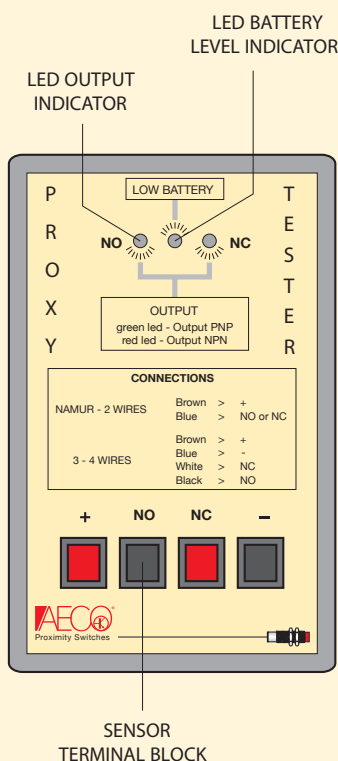 LED BATTERY
LEVEL INDICATOR
LED OUTPUT
INDICATOR
PROXY
TESTER
LOW BATTERY
NO
NC
OUTPUT
green led - Output PNP
red led - Output NPN
CONNECTIONS
NAMUR - 2 WIRES
Brown > +
Blue > NO or NC
3 - 4 WIRES
Brown > +
Blue > -
White > NC
Black > NO
+ NO NC –
AECO®
Proximity Switches
SENSOR
TERMINAL BLOCK